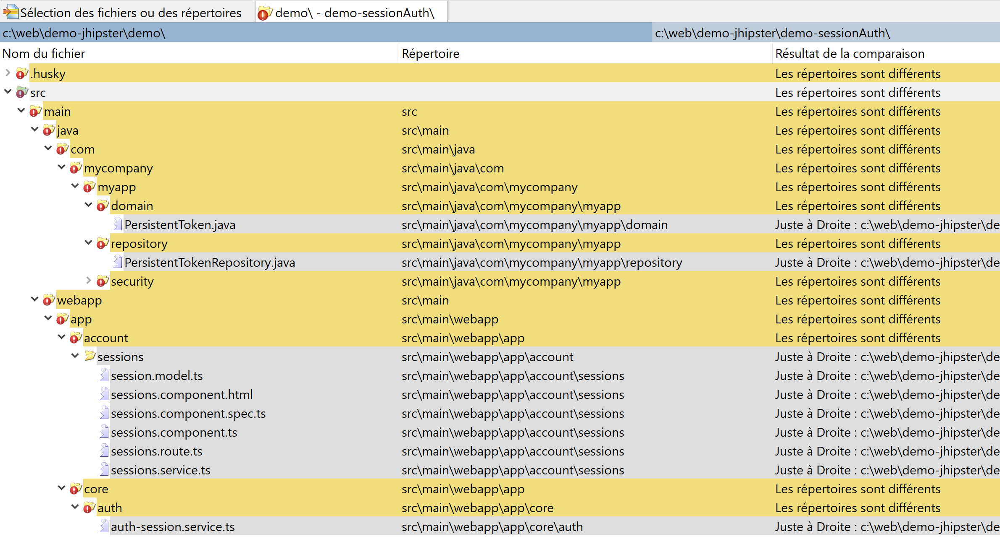 Sélection des fichiers ou des répertoires demo\ - demo-sessionAuth\
c:\web\demo-jhipster\demo\ c:\web\demo-jhipster\demo-sessionAuth\
Nom du fichier Répertoire Résultat de la comparaison
.husky Les répertoires sont différents
src Les répertoires sont différents
main src Les répertoires sont différents
java src\main Les répertoires sont différents
com src\main\java Les répertoires sont différents
mycompany src\main\java\com Les répertoires sont différents
myapp src\main\java\com\mycompany Les répertoires sont différents
domain src\main\java\com\mycompany\myapp Les répertoires sont différents
PersistentToken.java src\main\java\com\mycompany\myapp\domain Juste à Droite : c:\web\demo-jhipster\de
repository src\main\java\com\mycompany\myapp Les répertoires sont différents
PersistentTokenRepository.java src\main\java\com\mycompany\myapp\repository Juste à Droite : c:\web\demo-jhipster\de
security src\main\java\com\mycompany\myapp Les répertoires sont différents
webapp src\main Les répertoires sont différents
app src\main\webapp Les répertoires sont différents
account src\main\webapp\app Les répertoires sont différents
sessions src\main\webapp\app\account Juste à Droite : c:\web\demo-jhipster\de
session.model.ts src\main\webapp\app\account\sessions Juste à Droite : c:\web\demo-jhipster\de
sessions.component.html src\main\webapp\app\account\sessions Juste à Droite : c:\web\demo-jhipster\de
sessions.component.spec.ts src\main\webapp\app\account\sessions Juste à Droite : c:\web\demo-jhipster\de
sessions.component.ts src\main\webapp\app\account\sessions Juste à Droite : c:\web\demo-jhipster\de
sessions.route.ts src\main\webapp\app\account\sessions Juste à Droite : c:\web\demo-jhipster\de
sessions.service.ts src\main\webapp\app\account\sessions Juste à Droite : c:\web\demo-jhipster\de
core src\main\webapp\app Les répertoires sont différents
auth src\main\webapp\app\core Les répertoires sont différents
auth-session.service.ts src\main\webapp\app\core\auth Juste à Droite : c:\web\demo-jhipster\de